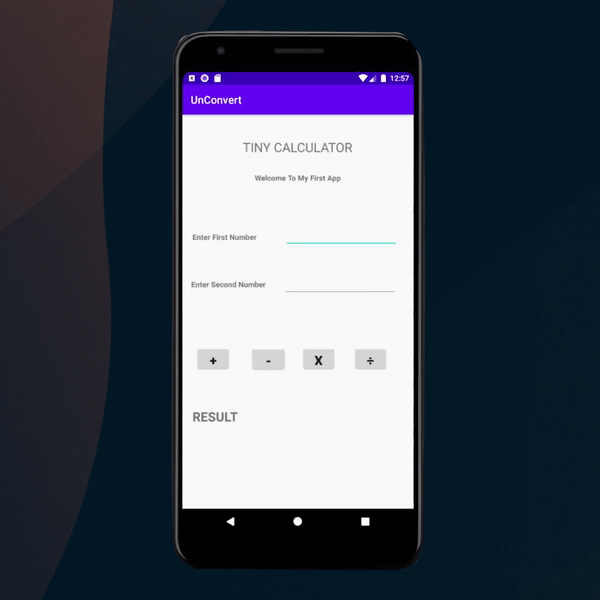 12:57
UnConvert
TINY CALCULATOR
Welcome To My First App
Enter First Number
Enter Second Number
+ - X ÷
RESULT